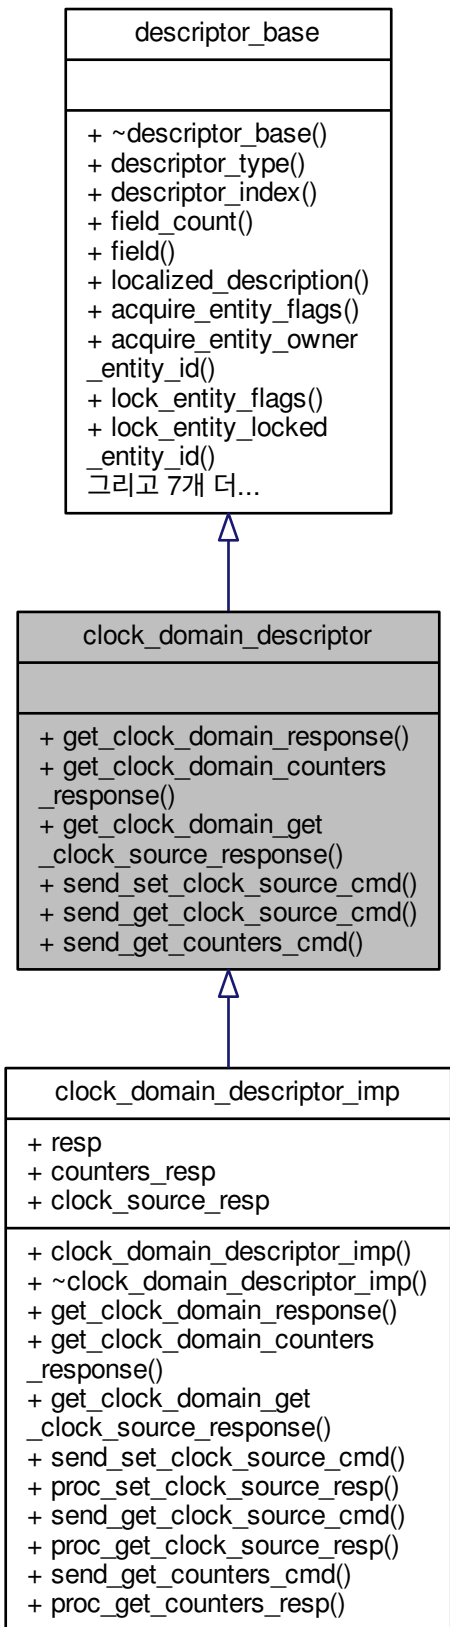 descriptor_base
+ ~descriptor_base()
+ descriptor_type()
+ descriptor_index()
+ field_count()
+ field()
+ localized_description()
+ acquire_entity_flags()
+ acquire_entity_owner
_entity_id()
+ lock_entity_flags()
+ lock_entity_locked
_entity_id()
그리고 7개 더...
clock_domain_descriptor
+ get_clock_domain_response()
+ get_clock_domain_counters
_response()
+ get_clock_domain_get
_clock_source_response()
+ send_set_clock_source_cmd()
+ send_get_clock_source_cmd()
+ send_get_counters_cmd()
clock_domain_descriptor_imp
+ resp
+ counters_resp
+ clock_source_resp
+ clock_domain_descriptor_imp()
+ ~clock_domain_descriptor_imp()
+ get_clock_domain_response()
+ get_clock_domain_counters
_response()
+ get_clock_domain_get
_clock_source_response()
+ send_set_clock_source_cmd()
+ proc_set_clock_source_resp()
+ send_get_clock_source_cmd()
+ proc_get_clock_source_resp()
+ send_get_counters_cmd()
+ proc_get_counters_resp()